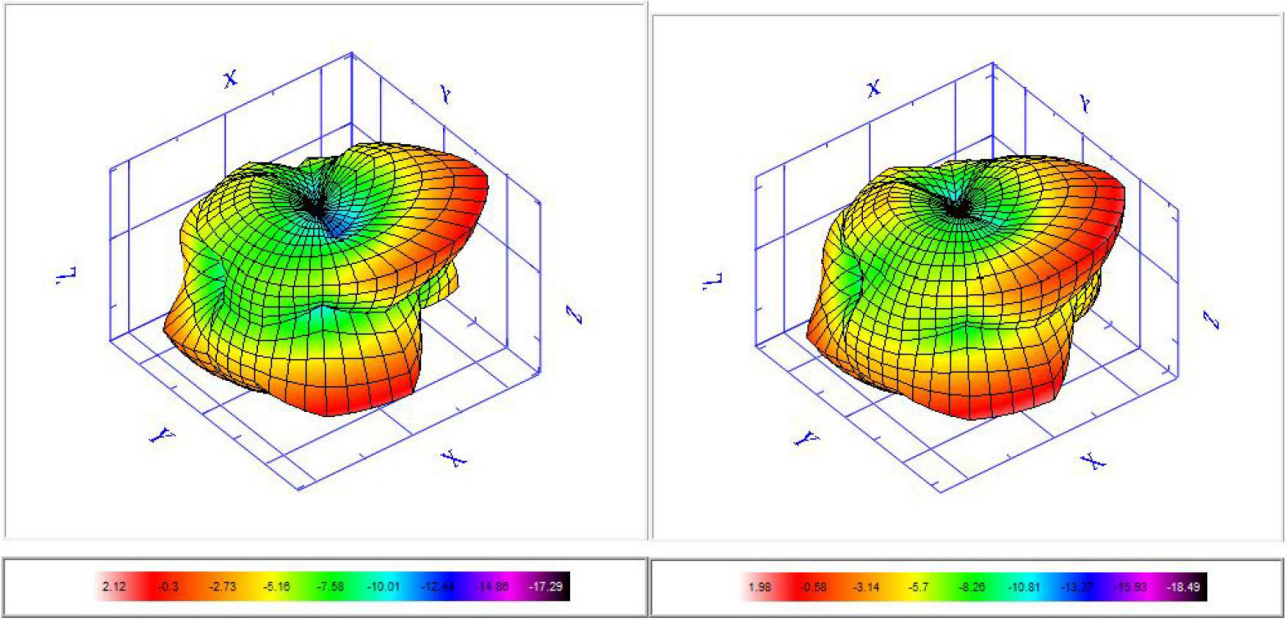 X Y
X Y
Z Z
Z Z
Y X
Y X
2.12 -0.3 -2.73 -5.16 -7.58 -10.01 -12.44 -14.86 -17.29
1.98 -0.58 -3.14 -5.7 -8.26 -10.81 -13.37 -15.93 -18.49